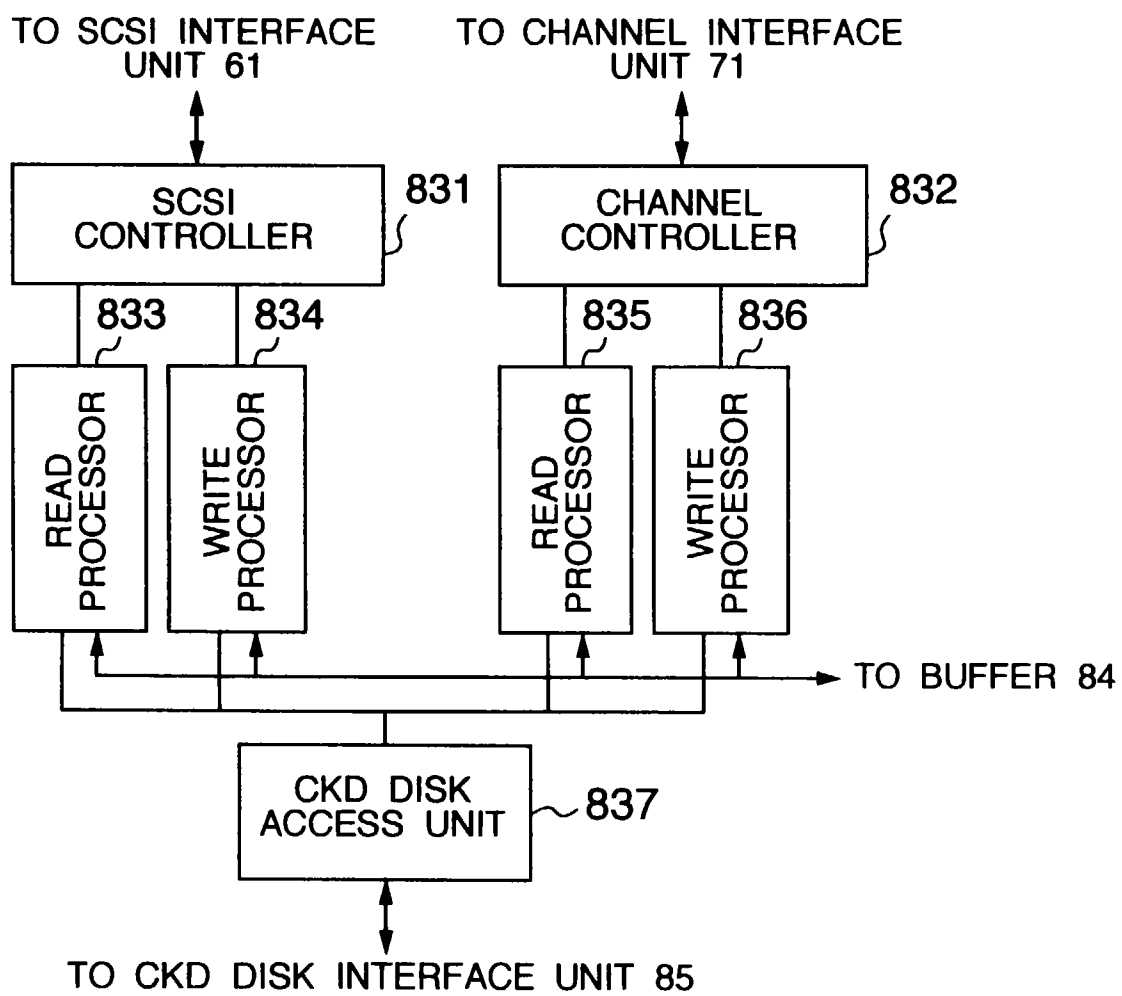 TO SCSI INTERFACE
UNIT 61
TO CHANNEL INTERFACE
UNIT 71
SCSI
CONTROLLER
831
CHANNEL
CONTROLLER
832
833
834
835
836
READ
PROCESSOR
WRITE
PROCESSOR
READ
PROCESSOR
WRITE
PROCESSOR
TO BUFFER 84
CKD DISK
ACCESS UNIT
837
TO CKD DISK INTERFACE UNIT 85